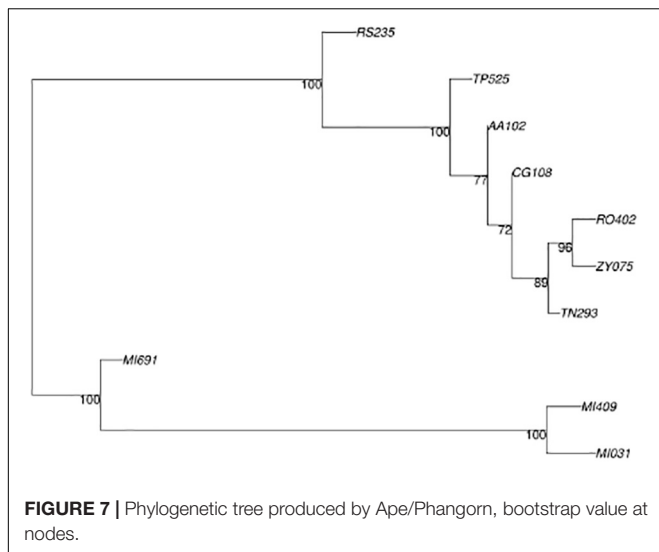 RS235
100
TP525
100
AA102
77
CG108
72
RO402
96
ZY075
89
TN293
MI691
100
MI409
100
MI031
FIGURE 7 | Phylogenetic tree produced by Ape/Phangorn, bootstrap value at
nodes.